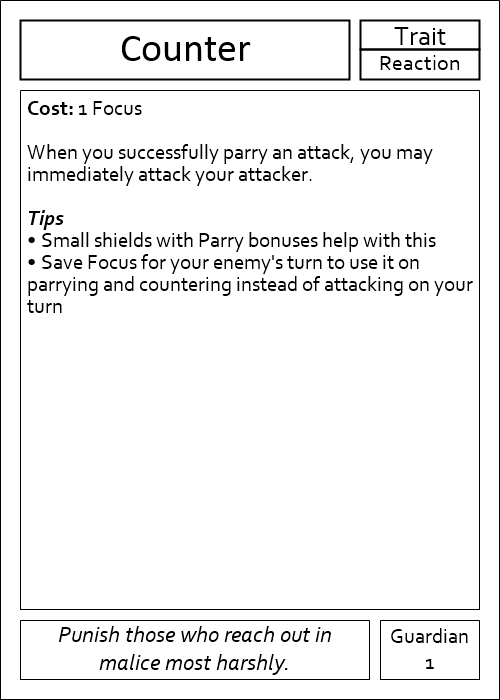 Counter
Trait
Reaction
Cost: 1 Focus
When you successfully parry an attack, you may
immediately attack your attacker.
Tips
• Small shields with Parry bonuses help with this
• Save Focus for your enemy's turn to use it on
parrying and countering instead of attacking on your
turn
Punish those who reach out in
malice most harshly.
Guardian
1